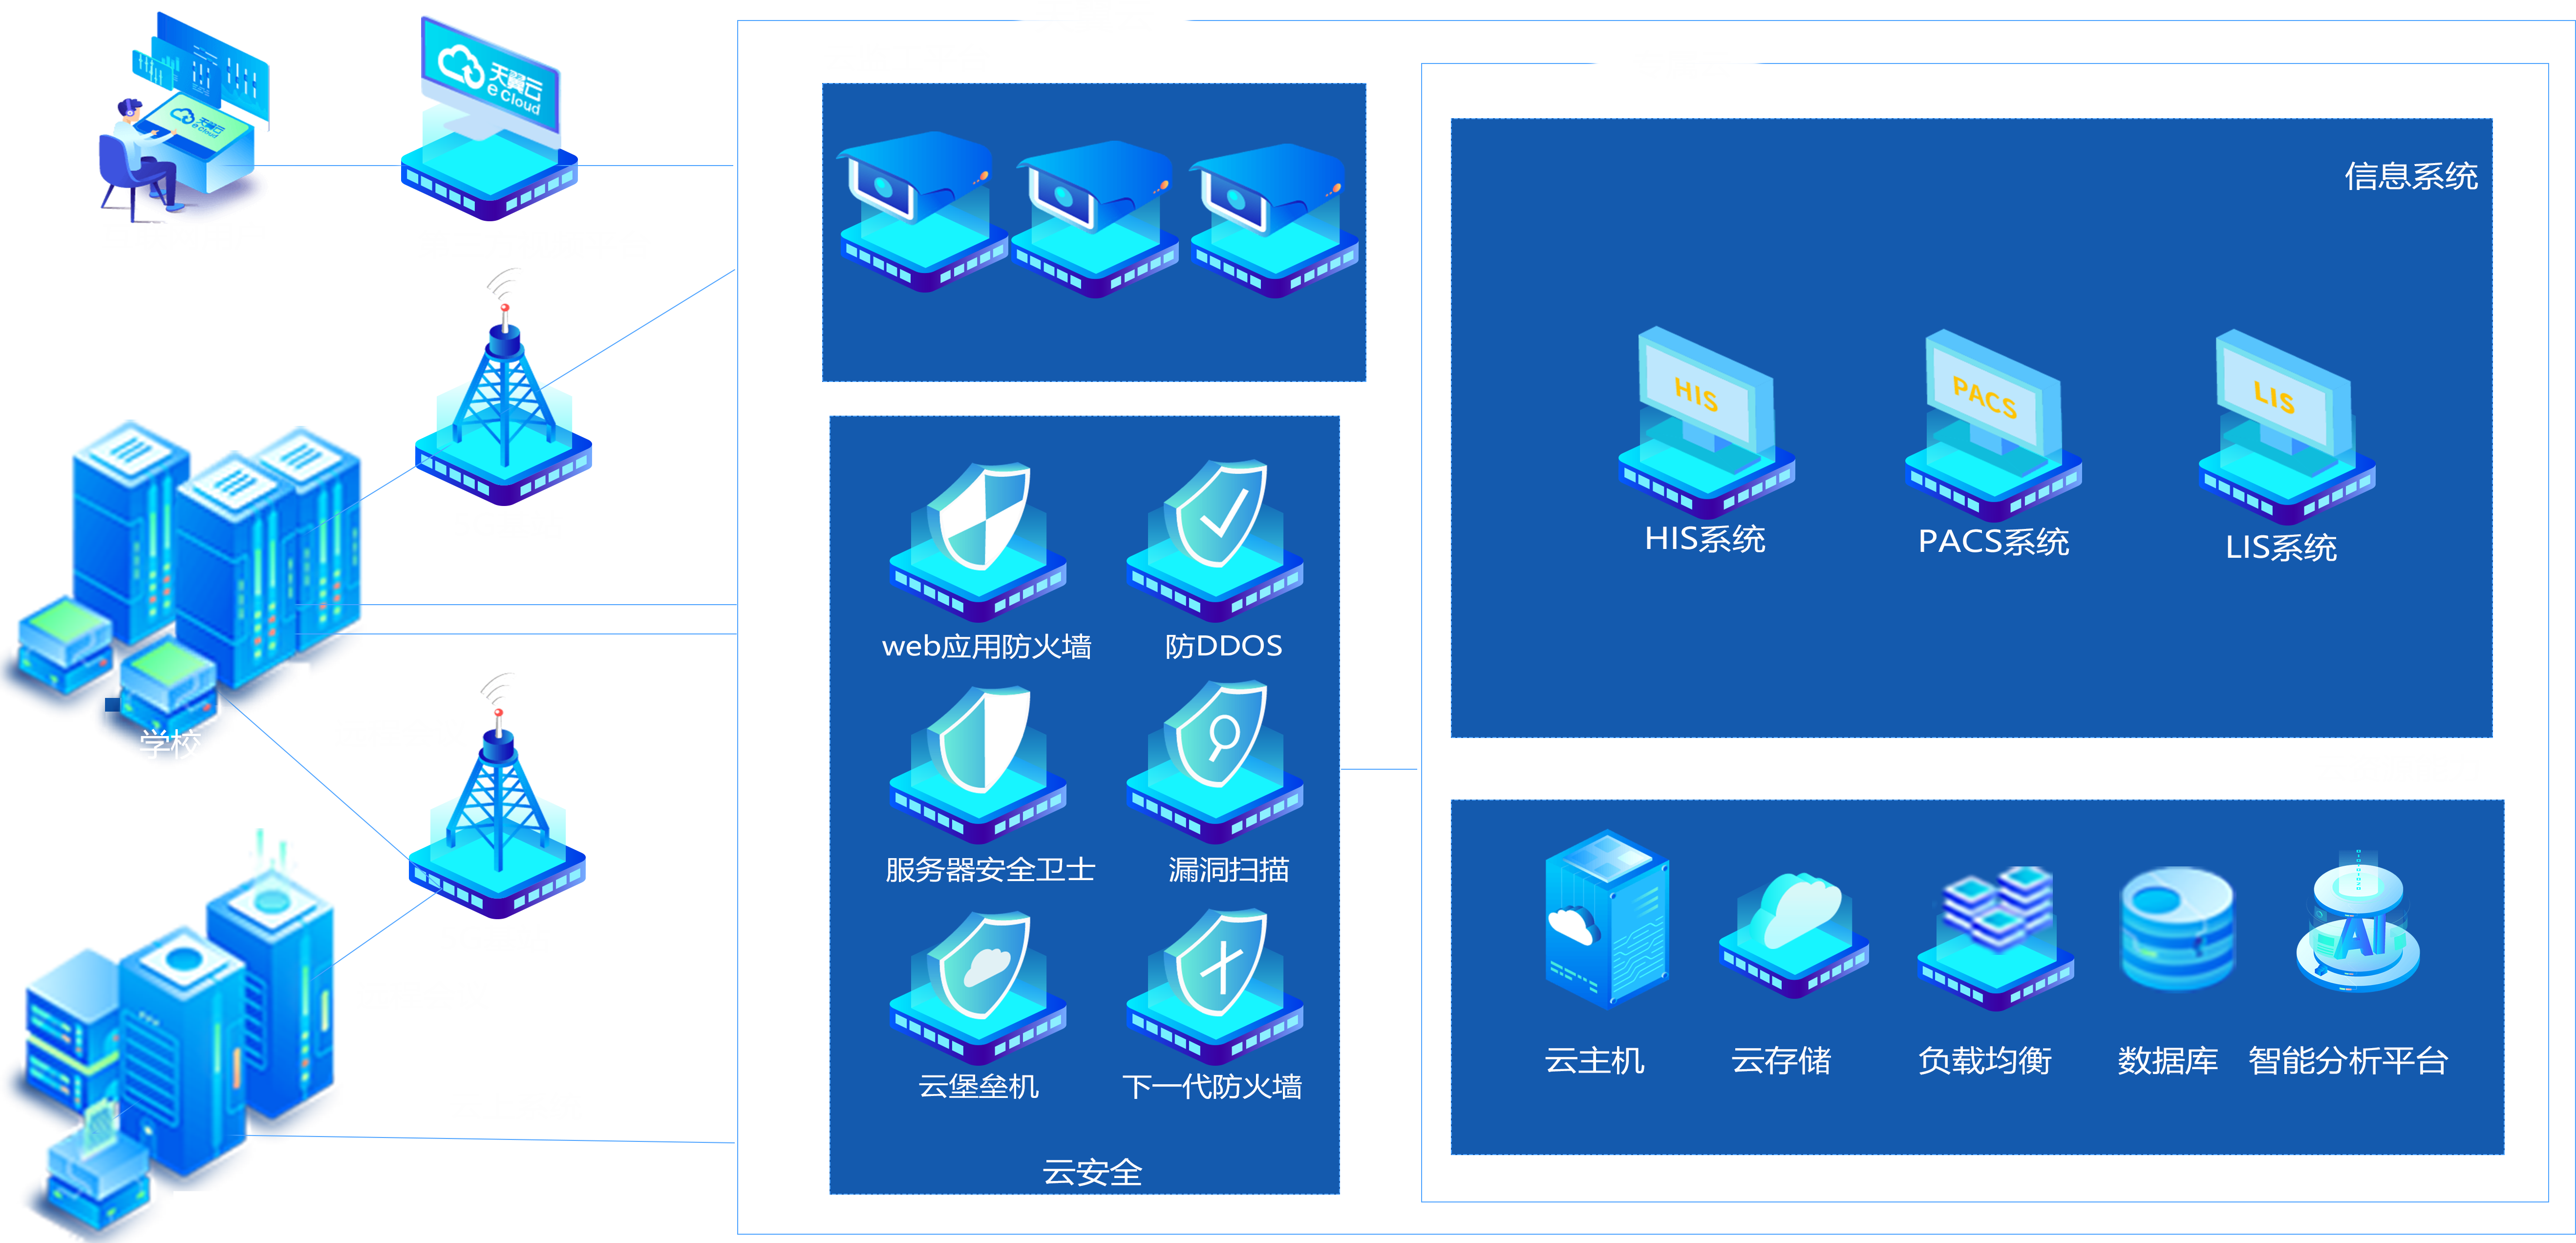 天翼云
e Cloud
天翼云
e Cloud
信息系统
HIS
PACS
LIS
HIS系统
PACS系统
LIS系统
web应用防火墙
防DDOS
学校
服务器安全卫士
漏洞扫描
云堡垒机
下一代防火墙
云安全
AI
云主机
云存储
负载均衡
数据库
智能分析平台